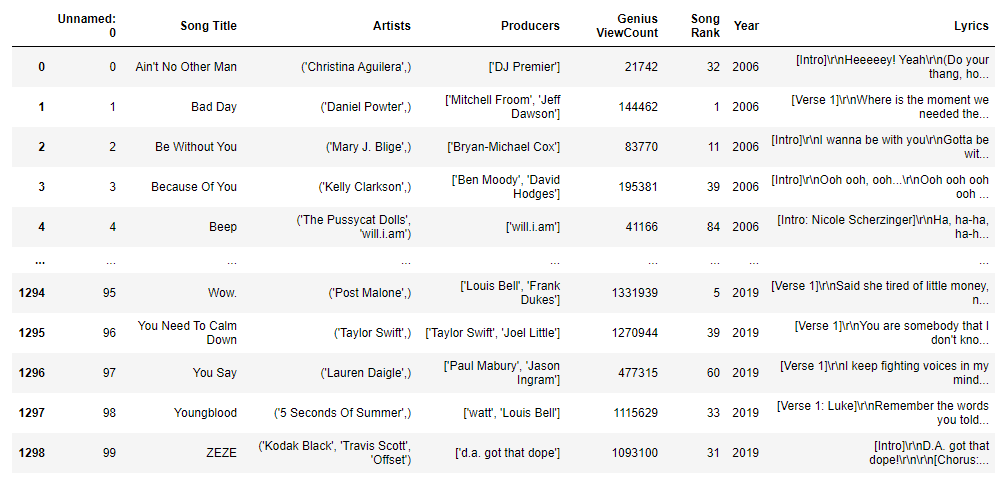 Unnamed: 0 Song Title Artists Producers Genius ViewCount Song Rank Year Lyrics
0 0 Ain't No Other Man ('Christina Aguilera',) ['DJ Premier'] 21742 32 2006 [Intro]\r\nHeeeeey! Yeah\r\n(Do your thang, ho...
1 1 Bad Day ('Daniel Powter',) ['Mitchell Froom', 'Jeff Dawson'] 144462 1 2006 [Verse 1]\r\nWhere is the moment we needed the...
2 2 Be Without You ('Mary J. Blige',) ['Bryan-Michael Cox'] 83770 11 2006 [Intro]\r\nI wanna be with you\r\nGotta be wit...
3 3 Because Of You ('Kelly Clarkson',) ['Ben Moody', 'David Hodges'] 195381 39 2006 [Intro]\r\nOoh ooh, ooh...\r\nOoh ooh ooh ooh ...
4 4 Beep ('The Pussycat Dolls', 'will.i.am') ['will.i.am'] 41166 84 2006 [Intro: Nicole Scherzinger]\r\nHa, ha-ha, ha-h...
... ... ... ... ... ... ... ... ...
1294 95 Wow. ('Post Malone',) ['Louis Bell', 'Frank Dukes'] 1331939 5 2019 [Verse 1]\r\nSaid she tired of little money, n...
1295 96 You Need To Calm Down ('Taylor Swift',) ['Taylor Swift', 'Joel Little'] 1270944 39 2019 [Verse 1]\r\nYou are somebody that I don't kno...
1296 97 You Say ('Lauren Daigle',) ['Paul Mabury', 'Jason Ingram'] 477315 60 2019 [Verse 1]\r\nI keep fighting voices in my mind...
1297 98 Youngblood ('5 Seconds Of Summer',) ['watt', 'Louis Bell'] 1115629 33 2019 [Verse 1: Luke]\r\nRemember the words you told...
1298 99 ZEZE ('Kodak Black', 'Travis Scott', 'Offset') ['d.a. got that dope'] 1093100 31 2019 [Intro]\r\nD.A. got that dope!\r\n\r\n[Chorus:...